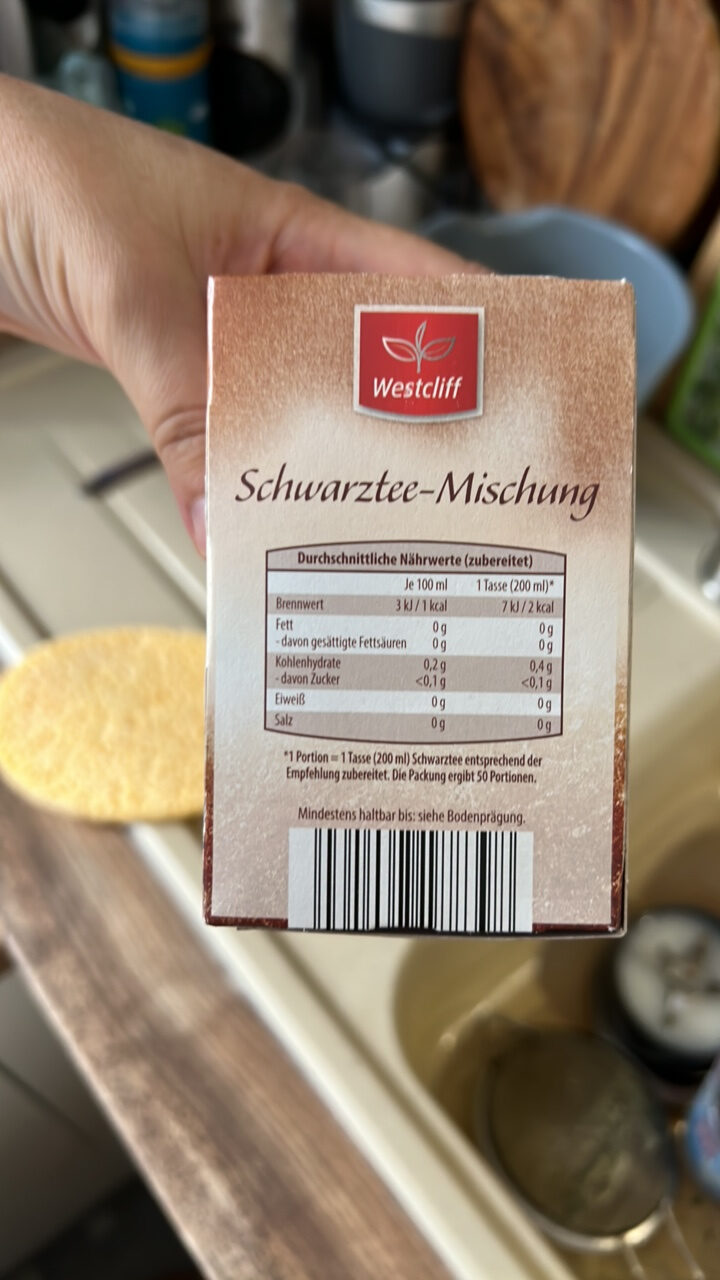 Westcliff
Schwarztee-Mischung
Durchschnittliche Nährwerte (zubereitet)
Je 100 ml 1 Tasse (200 ml)*
Brennwert 3 kJ / 1 kcal 7 kJ / 2 kcal
Fett 0 g 0 g
- davon gesättigte Fettsäuren 0 g 0 g
Kohlenhydrate 0,2 g 0,4 g
- davon Zucker <0,1 g <0,1 g
Eiweiß 0 g 0 g
Salz 0 g 0 g
*1 Portion = 1 Tasse (200 ml) Schwarztee entsprechend der
Empfehlung zubereitet. Die Packung ergibt 50 Portionen.
Mindestens haltbar bis: siehe Bodenprägung.